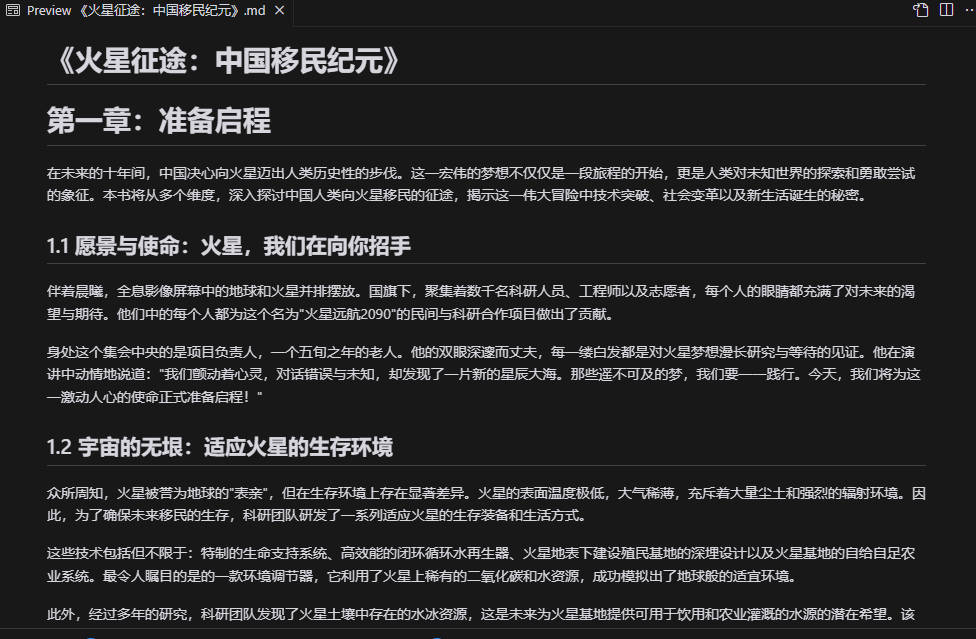 Preview 《火星征途：中国移民纪元》.md
《火星征途：中国移民纪元》
第一章：准备启程
在未来的十年间，中国决心向火星迈出人类历史性的步伐。这一宏伟的梦想不仅仅是一段旅程的开始，更是人类对未知世界的探索和勇敢尝试
的象征。本书将从多个维度，深入探讨中国人类向火星移民的征途，揭示这一伟大冒险中技术突破、社会变革以及新生活诞生的秘密。
1.1 愿景与使命：火星，我们在向你招手
伴着晨曦，全息影像屏幕中的地球和火星并排摆放。国旗下，聚集着数千名科研人员、工程师以及志愿者，每个人的眼睛都充满了对未来的渴
望与期待。他们中的每个人都为这个名为"火星远航2090"的民间与科研合作项目做出了贡献。
身处这个集会中央的是项目负责人，一个五旬之年的老人。他的双眼深邃而丈夫，每一缕白发都是对火星梦想漫长研究与等待的见证。他在演
讲中动情地说道："我们颤动着心灵，对话错误与未知，却发现了一片新的星辰大海。那些遥不可及的梦，我们要一一践行。今天，我们将为这
一激动人心的使命正式准备启程！"
1.2 宇宙的无垠：适应火星的生存环境
众所周知，火星被誉为地球的"表亲"，但在生存环境上存在显著差异。火星的表面温度极低，大气稀薄，充斥着大量尘土和强烈的辐射环境。因
此，为了确保未来移民的生存，科研团队研发了一系列适应火星的生存装备和生活方式。
这些技术包括但不限于：特制的生命支持系统、高效能的闭环循环水再生器、火星地表下建设殖民基地的深埋设计以及火星基地的自给自足农
业系统。最令人瞩目的是的一款环境调节器，它利用了火星上稀有的二氧化碳和水资源，成功模拟出了地球般的适宜环境。
此外，经过多年的研究，科研团队发现了火星土壤中存在的水冰资源，这是未来为火星基地提供可用于饮用和农业灌溉的水源的潜在希望。该